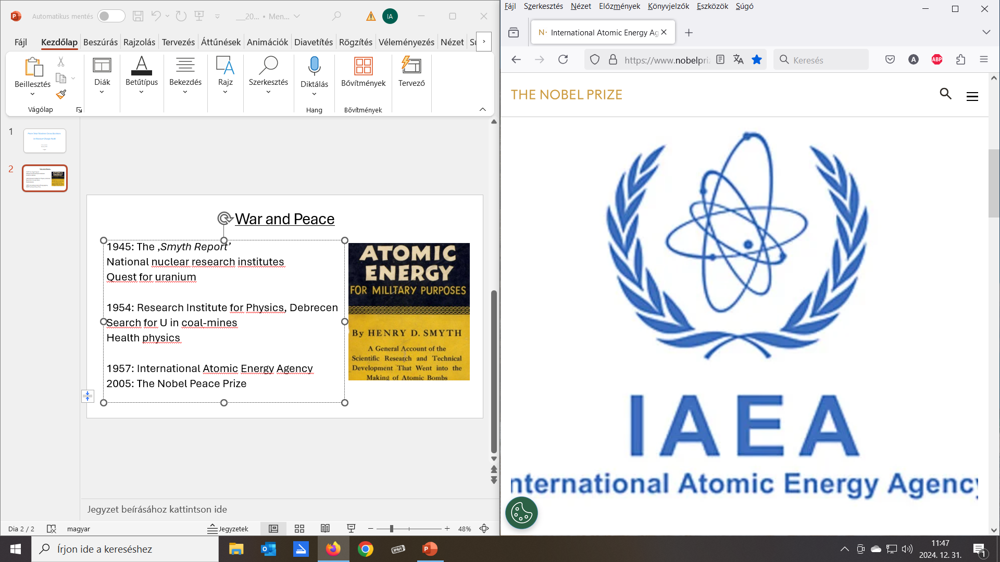 Automatikus mentés
__20... • Men...
IA
Fájl
Kezdőlap
Beszúrás
Rajzolás
Tervezés
Áttűnések
Animációk
Diavetítés
Rögzítés
Véleményezés
Nézet
Beillesztés
Diák
Betűtípus
Bekezdés
Rajz
Szerkesztés
Diktálás
Bővítmények
Tervező
Vágólap
Hang
Bővítmények
1
2
War and Peace
1945: The ‚Smyth Report’
National nuclear research institutes
Quest for uranium
1954: Research Institute for Physics, Debrecen
Search for U in coal-mines
Health physics
1957: International Atomic Energy Agency
2005: The Nobel Peace Prize
ATOMIC
ENERGY
FOR MILITARY PURPOSES
By HENRY D. SMYTH
A General Account of the
Scientific Research and Technical
Development That Went into the
Making of Atomic Bombs
Jegyzet beírásához kattintson ide
Dia 2 / 2
magyar
Jegyzetek
48%
Fájl Szerkesztés Nézet Előzmények Könyvjelzők Eszközök Súgó
N· International Atomic Energy Ag
https://www.nobelpri
Keresés
A
ABP
THE NOBEL PRIZE
IAEA
nternational Atomic Energy Agency
Írjon ide a kereséshez
11:47
2024. 12. 31.
1